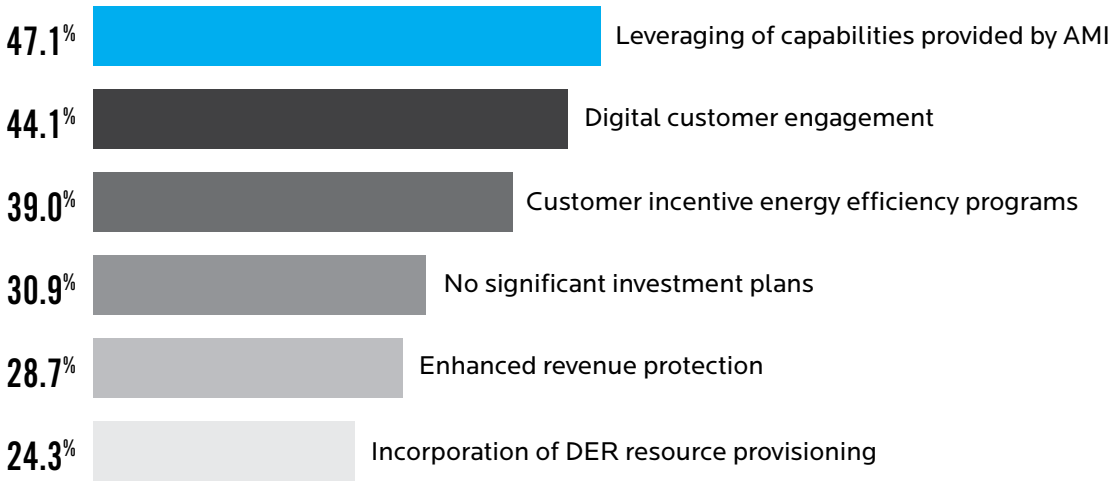 47.1% Leveraging of capabilities provided by AMI
44.1% Digital customer engagement
39.0% Customer incentive energy efficiency programs
30.9% No significant investment plans
28.7% Enhanced revenue protection
24.3% Incorporation of DER resource provisioning